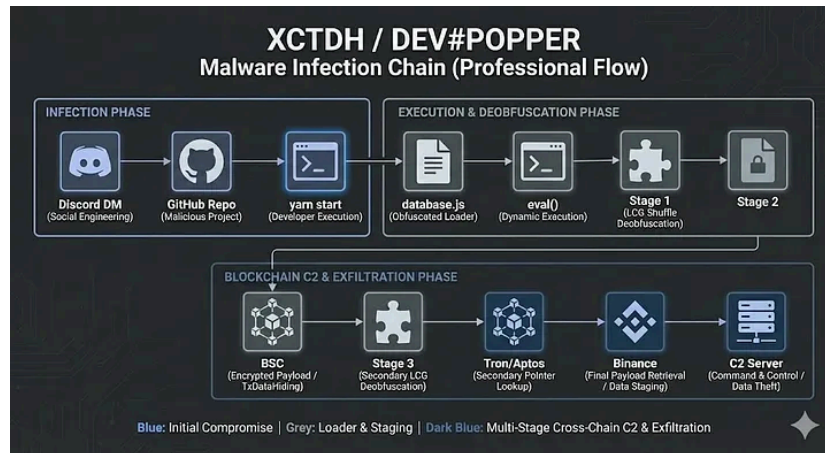 XCTDH / DEV#POPPER
Malware Infection Chain (Professional Flow)
INFECTION PHASE
Discord DM
(Social Engineering)
GitHub Repo
(Malicious Project)
yarn start
(Developer Execution)
EXECUTION & DEOBFUSCATION PHASE
database.js
(Obfuscated Loader)
eval()
(Dynamic Execution)
Stage 1
(LCG Shuffle
Deobfuscation)
Stage 2
BLOCKCHAIN C2 & EXFILTRATION PHASE
BSC
(Encrypted Payload /
TxDataHiding)
Stage 3
(Secondary LCG
Deobfuscation)
Tron/Aptos
(Secondary Pointer
Lookup)
Binance
(Final Payload Retrieval
/ Data Staging)
C2 Server
(Command & Control /
Data Theft)
Blue: Initial Compromise | Grey: Loader & Staging | Dark Blue: Multi-Stage Cross-Chain C2 & Exfiltration